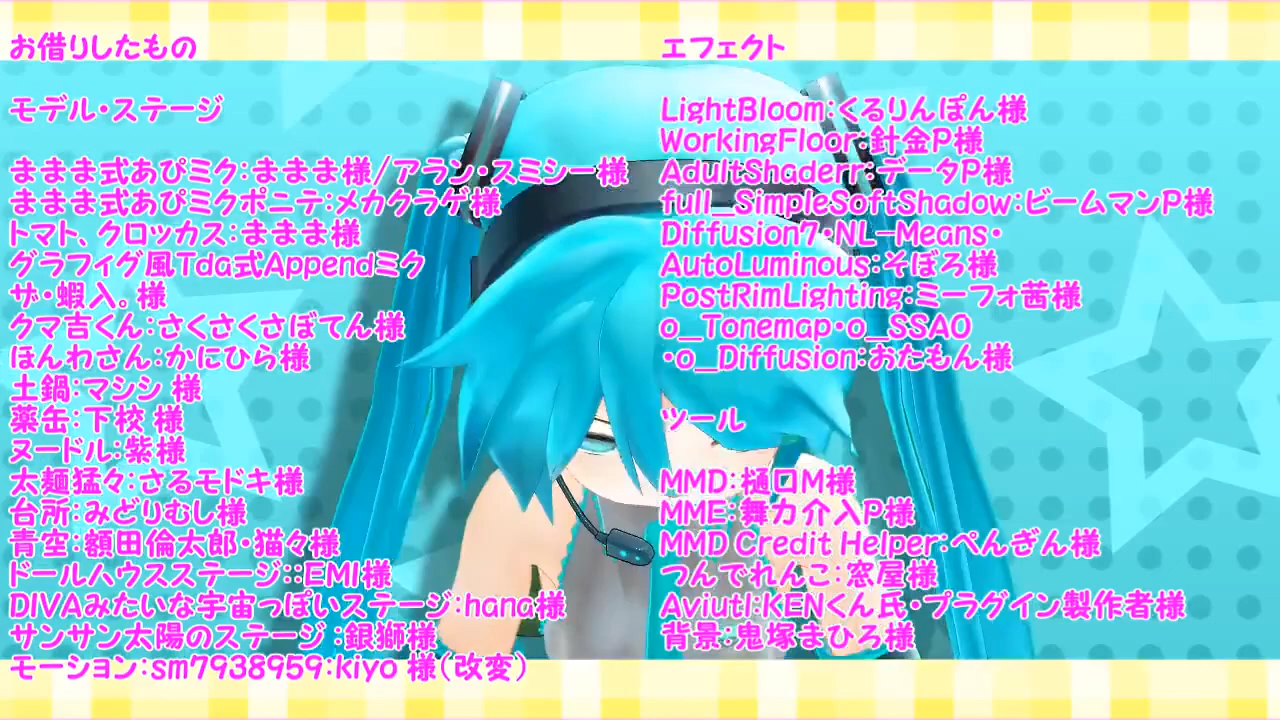 お借りしたもの
モデル・ステージ
ままま式あぴミク:ままま様/アラン・スミシー様
ままま式あぴミクポニテ:メカクラゲ様
トマト、クロッカス:ままま様
グラフィグ風Tda式Appendミク
ザ・蝦入。様
クマ吉くん:さくさくさぼてん様
ほんわさん:かにひら様
土鍋:マシシ 様
薬缶:下校 様
ヌードル:紫様
太麺猛々:さるモドキ様
台所:みどりむし様
青空:額田倫太郎・猫々様
ドールハウスステージ::EMI様
DIVAみたいな宇宙っぽいステージ:hana様
サンサン太陽のステージ :銀獅様
モーション:sm7938959:kiyo 様(改変)
エフェクト
LightBloom:くるりんぽん様
WorkingFloor:針金P様
AdultShaderr:データP様
full_SimpleSoftShadow:ビームマンP様
Diffusion7・NL-Means・
AutoLuminous:そぼろ様
PostRimLighting:ミーフォ茜様
o_Tonemap・o_SSAO
・o_Diffusion:おたもん様
ツール
MMD:樋口M様
MME:舞力介入P様
MMD Credit Helper:ぺんぎん様
つんでれんこ:窓屋様
Aviutl:KENくん氏・プラグイン製作者様
背景:鬼塚まひろ様